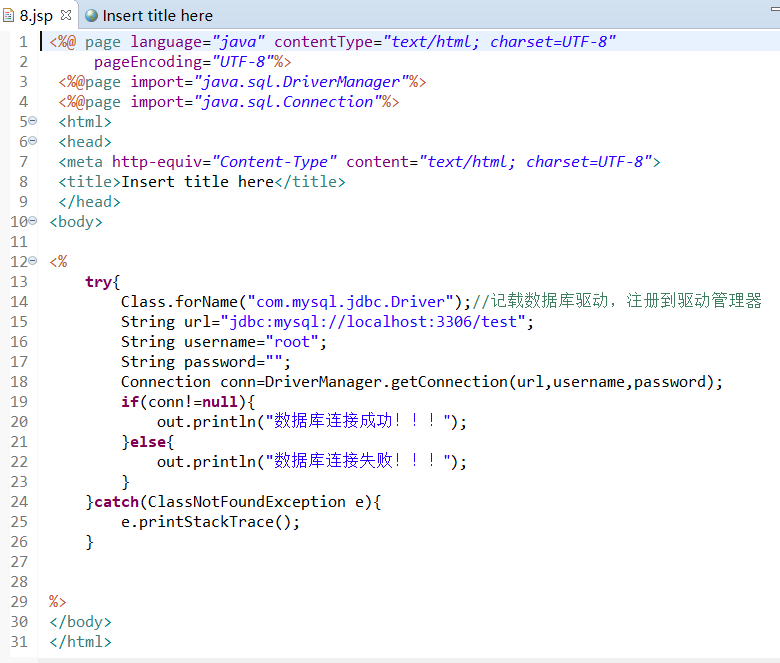 8.jsp Insert title here
1 <%@ page language="java" contentType="text/html; charset=UTF-8"
2 pageEncoding="UTF-8"%>
3 <%@page import="java.sql.DriverManager"%>
4 <%@page import="java.sql.Connection"%>
5 <html>
6 <head>
7 <meta http-equiv="Content-Type" content="text/html; charset=UTF-8">
8 <title>Insert title here</title>
9 </head>
10 <body>
11
12 <%
13 try{
14 Class.forName("com.mysql.jdbc.Driver");//记载数据库驱动，注册到驱动管理器
15 String url="jdbc:mysql://localhost:3306/test";
16 String username="root";
17 String password="";
18 Connection conn=DriverManager.getConnection(url,username,password);
19 if(conn!=null){
20 out.println("数据库连接成功！！！");
21 }else{
22 out.println("数据库连接失败！！！");
23 }
24 }catch(ClassNotFoundException e){
25 e.printStackTrace();
26 }
27
28
29 %>
30 </body>
31 </html>